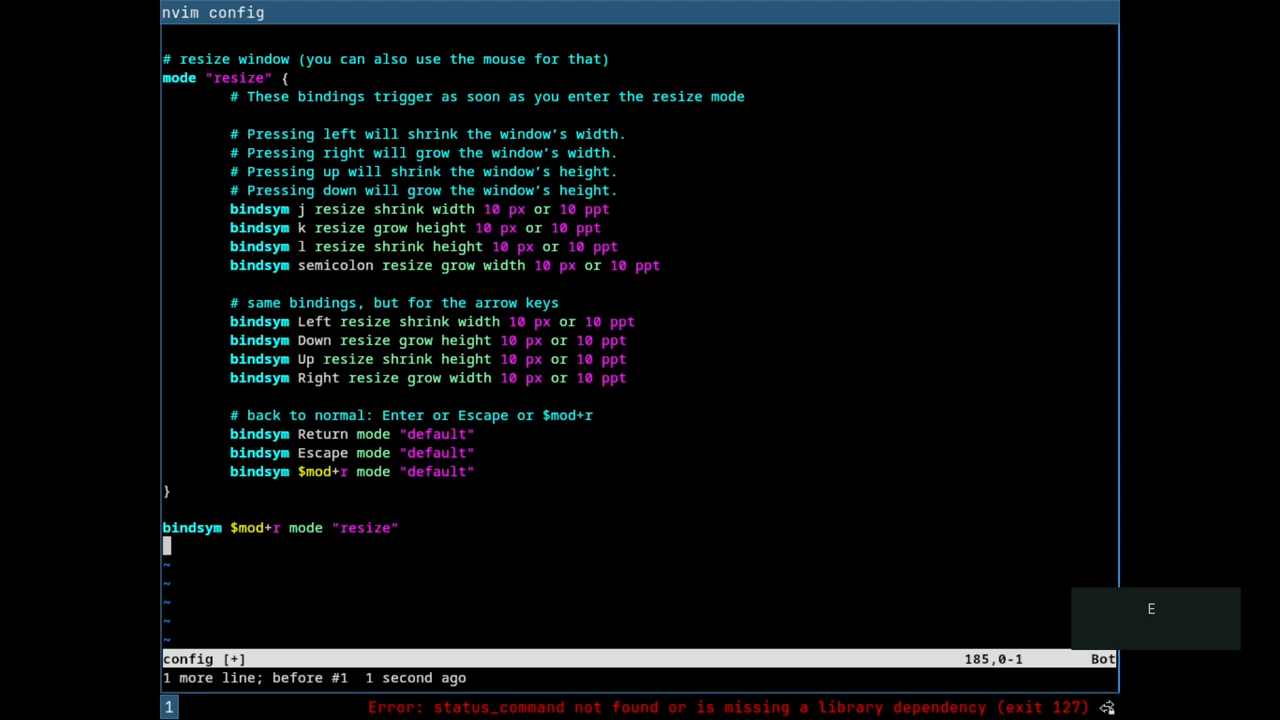 nvim config
# resize window (you can also use the mouse for that)
mode "resize" {
# These bindings trigger as soon as you enter the resize mode
# Pressing left will shrink the window's width.
# Pressing right will grow the window's width.
# Pressing up will shrink the window's height.
# Pressing down will grow the window's height.
bindsym j resize shrink width 10 px or 10 ppt
bindsym k resize grow height 10 px or 10 ppt
bindsym l resize shrink height 10 px or 10 ppt
bindsym semicolon resize grow width 10 px or 10 ppt
# same bindings, but for the arrow keys
bindsym Left resize shrink width 10 px or 10 ppt
bindsym Down resize grow height 10 px or 10 ppt
bindsym Up resize shrink height 10 px or 10 ppt
bindsym Right resize grow width 10 px or 10 ppt
# back to normal: Enter or Escape or $mod+r
bindsym Return mode "default"
bindsym Escape mode "default"
bindsym $mod+r mode "default"
}
bindsym $mod+r mode "resize"
~
~
~
~
~
E
config [+] 185,0-1 Bot
1 more line; before #1 1 second ago
1 Error: status_command not found or is missing a library dependency (exit 127)